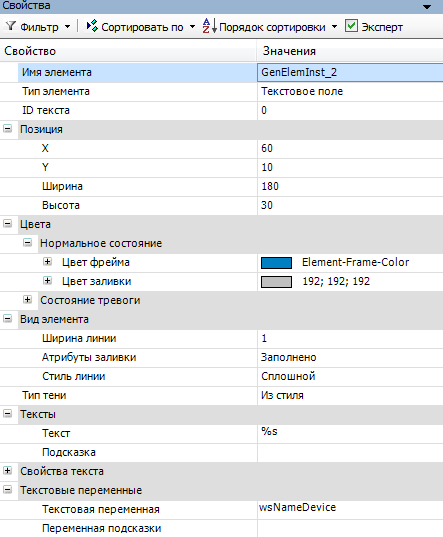 Свойства
Фильтр Сортировать по Порядок сортировки Эксперт
Свойство Значения
Имя элемента GenElemInst_2
Тип элемента Текстовое поле
ID текста 0
Позиция
X 60
Y 10
Ширина 180
Высота 30
Цвета
Нормальное состояние
Цвет фрейма Element-Frame-Color
Цвет заливки 192; 192; 192
Состояние тревоги
Вид элемента
Ширина линии 1
Атрибуты заливки Заполнено
Стиль линии Сплошной
Тип тени Из стиля
Тексты
Текст %s
Подсказка
Свойства текста
Текстовые переменные
Текстовая переменная wsNameDevice
Переменная подсказки